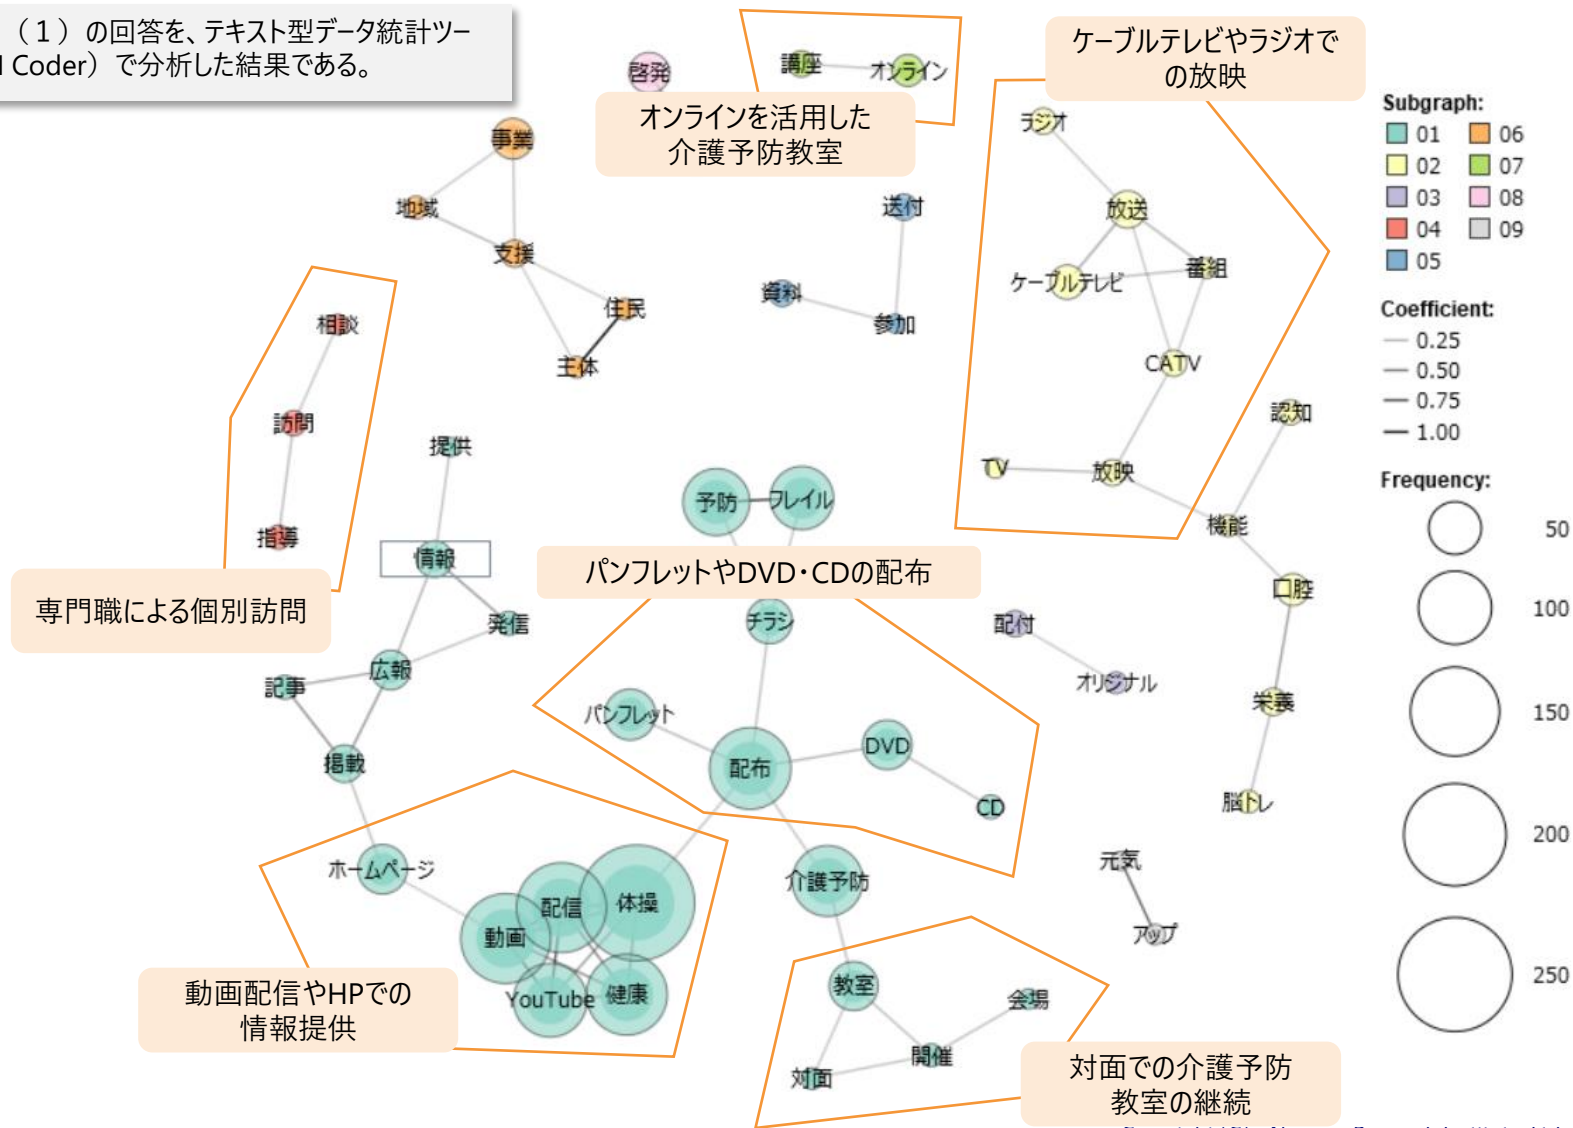 （１）の回答を、テキスト型データ統計ツー
Coder）で分析した結果である。
啓発
講座
オンライン
オンラインを活用した
介護予防教室
ケーブルテレビやラジオで
の放映
ラジオ
放送
ケーブルテレビ
番組
CATV
TV
放映
認知
機能
口腔
栄養
脳トレ
事業
地域
支援
住民
主体
送付
資料
参加
相談
訪問
指導
専門職による個別訪問
提供
情報
発信
広報
記事
掲載
予防
フレイル
パンフレットやDVD・CDの配布
チラシ
パンフレット
配布
DVD
CD
配付
オリジナル
ホームページ
動画
配信
体操
YouTube
健康
動画配信やHPでの
情報提供
介護予防
教室
会場
開催
対面
対面での介護予防
教室の継続
元気
アップ
Subgraph:
01 06
02 07
03 08
04 09
05
Coefficient:
0.25
0.50
0.75
1.00
Frequency:
50
100
150
200
250